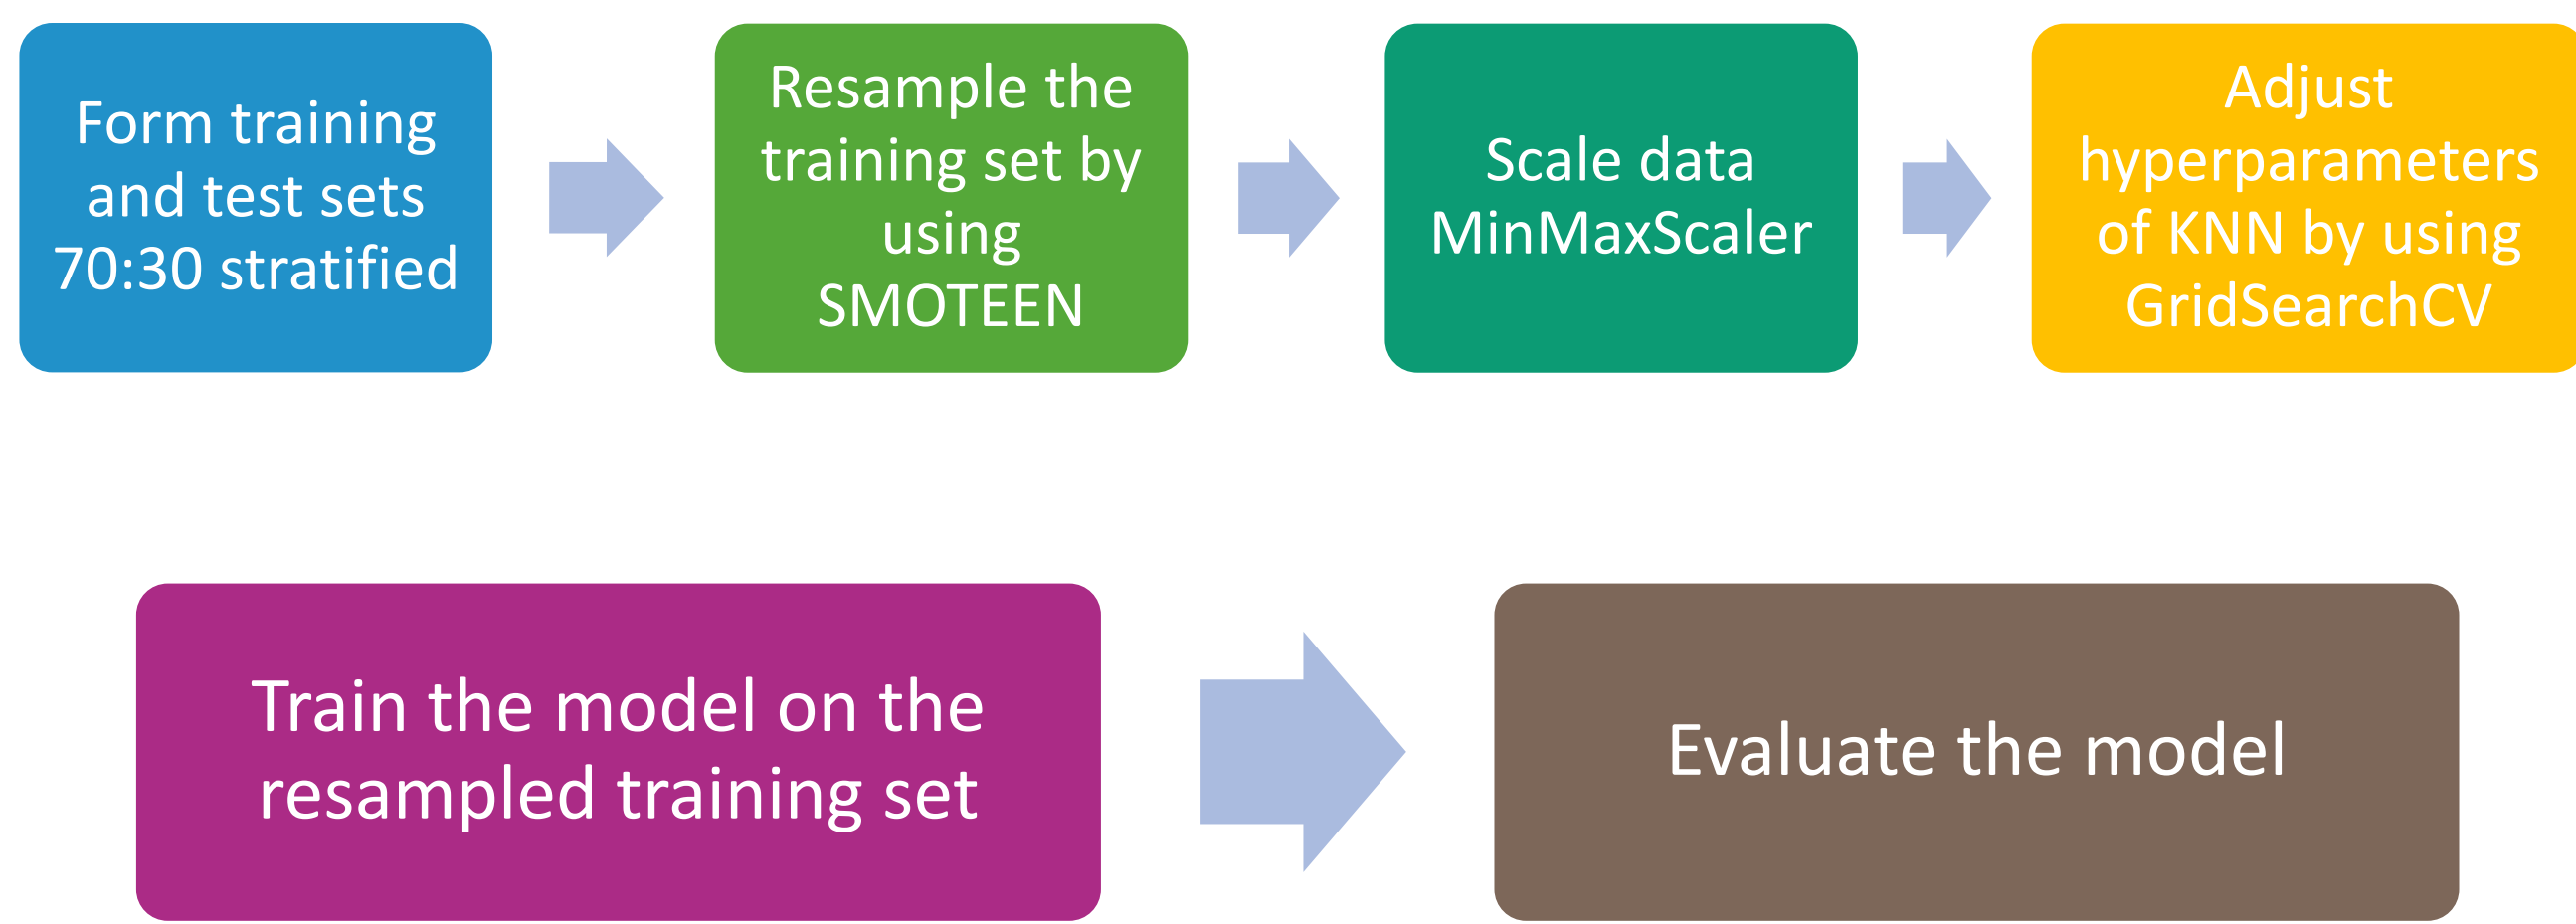 Form training
and test sets
70:30 stratified
Resample the
training set by
using
SMOTEEN
Scale data
MinMaxScaler
Adjust
hyperparameters
of KNN by using
GridSearchCV
Train the model on the
resampled training set
Evaluate the model